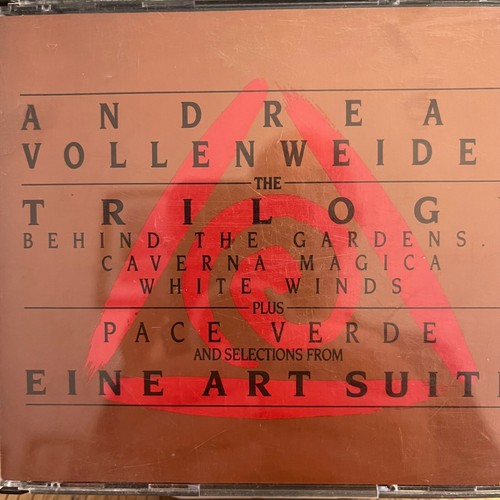 ANDREA
VOLLENWEIDE
THE
TRILOG
BEHIND THE GARDENS.
CAVERNA MAGICA
WHITE WINDS
PLUS
PACE VERDE
AND SELECTIONS FROM
EINE ART SUIT